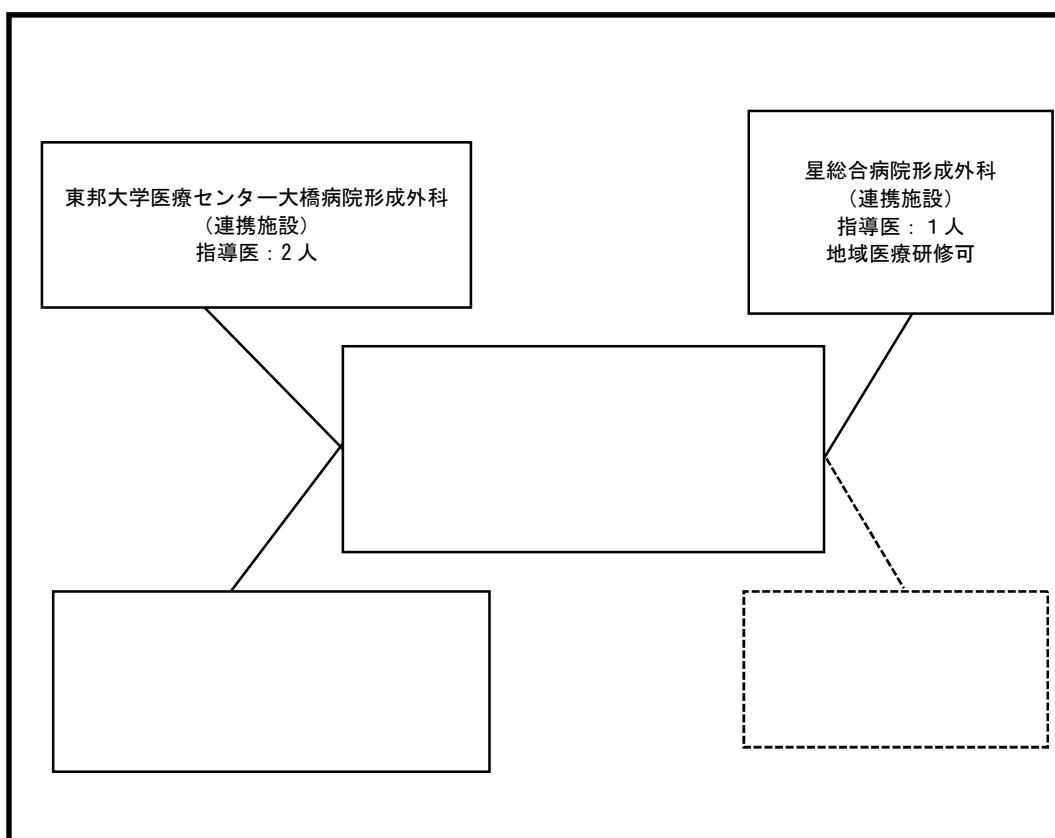 東邦大学医療センター大橋病院形成外科
（連携施設）
指導医：2 人
星総合病院形成外科
（連携施設）
指導医：１人
地域医療研修可